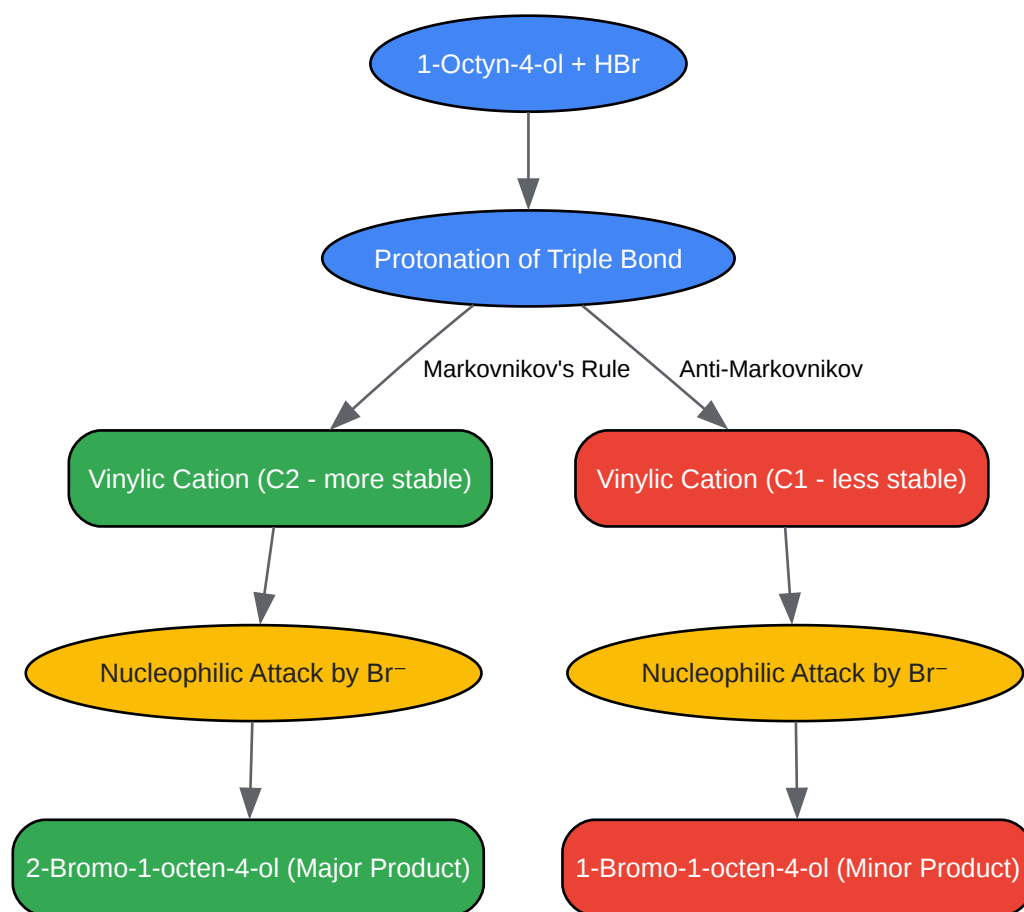 1-Octyn-4-ol + HBr
Protonation of Triple Bond
Markovnikov's Rule
Anti-Markovnikov
Vinylic Cation (C2 - more stable)
Vinylic Cation (C1 - less stable)
Nucleophilic Attack by Br⁻
Nucleophilic Attack by Br⁻
2-Bromo-1-octen-4-ol (Major Product)
1-Bromo-1-octen-4-ol (Minor Product)